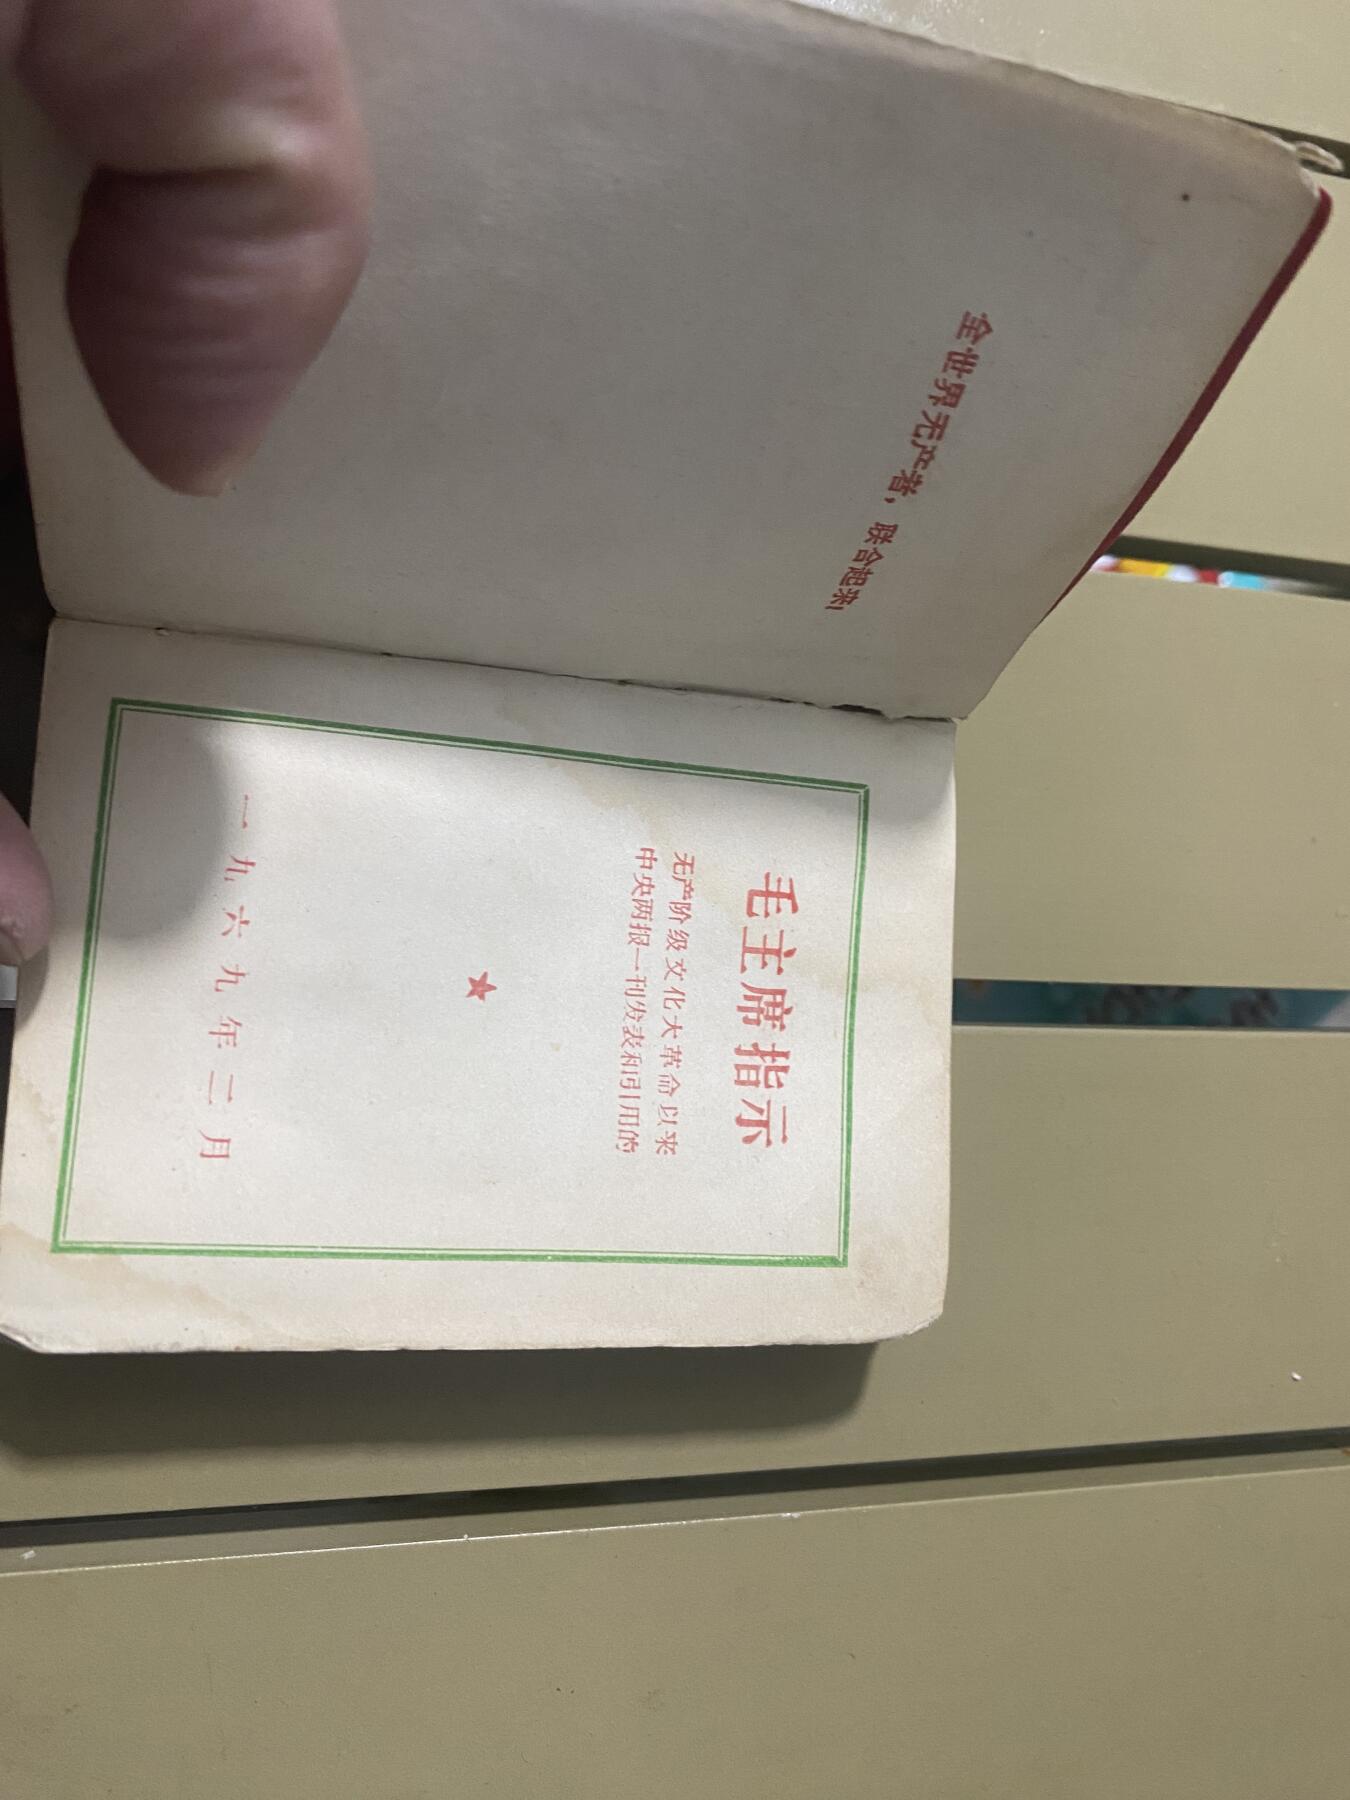 全世界无产者，联合起来
毛主席指示
无产阶级文化大革命以来
中央两报一刊发表和引用的
一九六九年二月